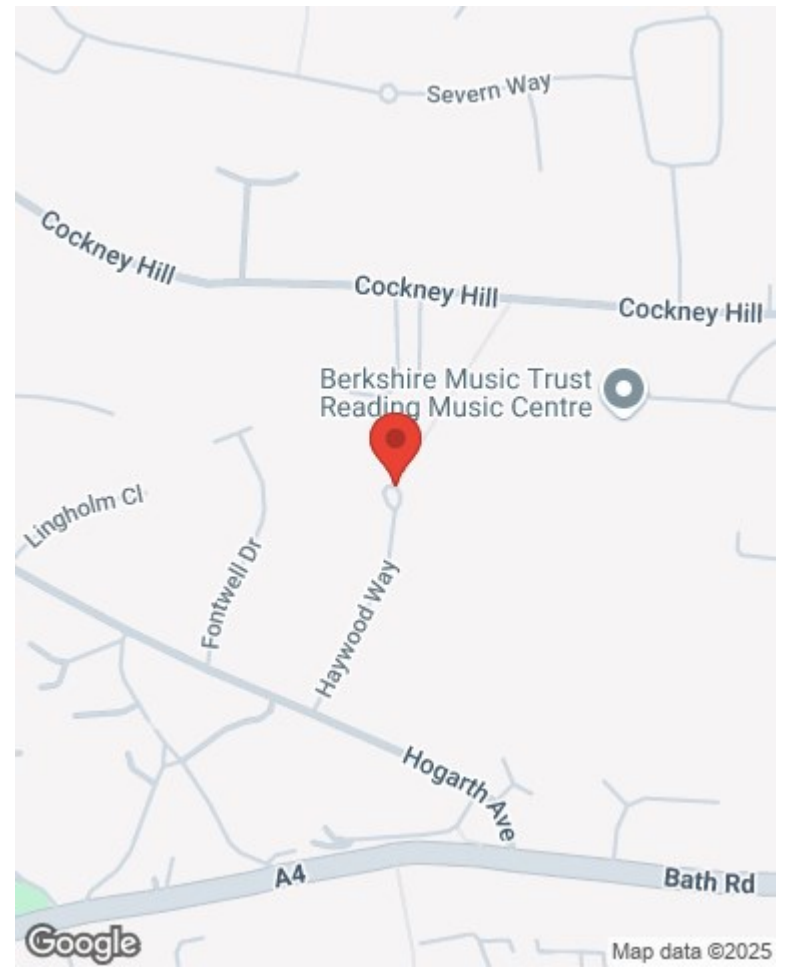 Severn Way
Cockney Hill
Cockney Hill
Cockney Hill
Berkshire Music Trust
Reading Music Centre
Lingholm Cl
Fontwell Dr
Haywood Way
Hogarth Ave
A4
Bath Rd
Google
Map data ©2025